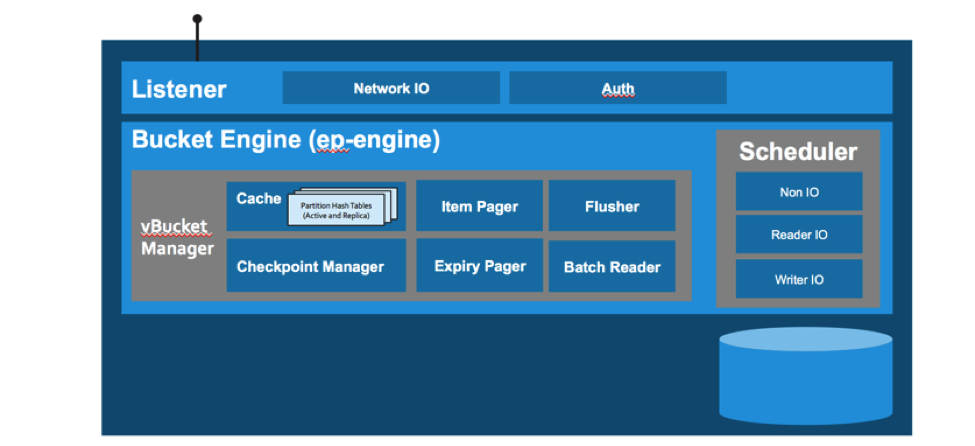 Listener
Network IO
Auth
Bucket Engine (ep-engine)
Scheduler
vBucket
Manager
Cache
Partition Hash Tables
(Active and Replica)
Item Pager
Flusher
Checkpoint Manager
Expiry Pager
Batch Reader
Non IO
Reader IO
Writer IO